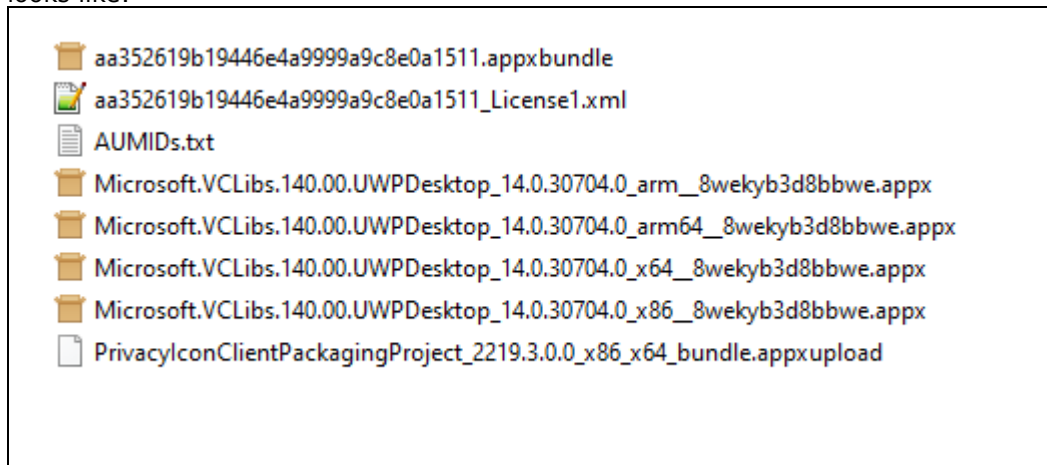 looks like:
aa352619b19446e4a9999a9c8e0a1511.appxbundle
aa352619b19446e4a9999a9c8e0a1511_License1.xml
AUMIDs.txt
Microsoft.VCLibs.140.00.UWPDesktop_14.0.30704.0_arm__8wekyb3d8bbwe.appx
Microsoft.VCLibs.140.00.UWPDesktop_14.0.30704.0_arm64__8wekyb3d8bbwe.appx
Microsoft.VCLibs.140.00.UWPDesktop_14.0.30704.0_x64__8wekyb3d8bbwe.appx
Microsoft.VCLibs.140.00.UWPDesktop_14.0.30704.0_x86__8wekyb3d8bbwe.appx
PrivacyIconClientPackagingProject_2219.3.0.0_x86_x64_bundle.appxupload